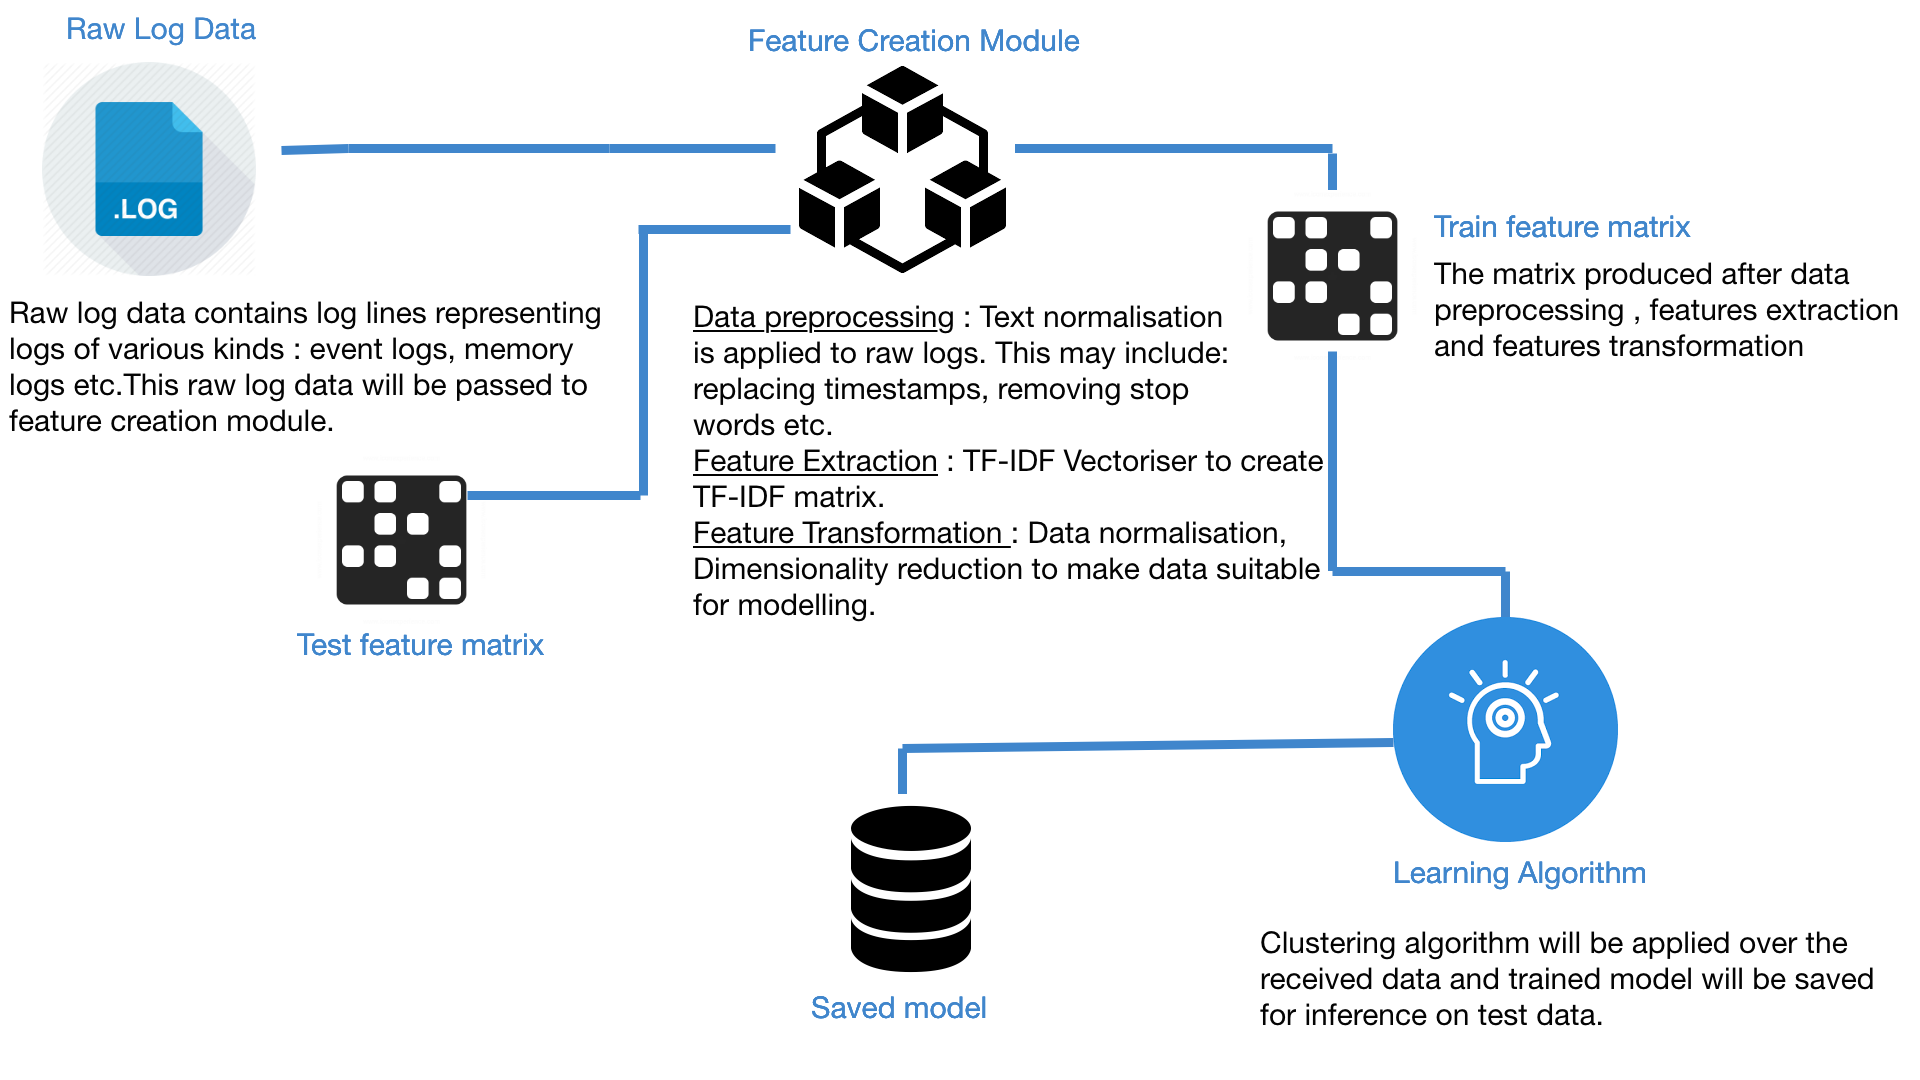 Raw Log Data
.LOG
Raw log data contains log lines representing
logs of various kinds : event logs, memory
logs etc.This raw log data will be passed to
feature creation module.
Feature Creation Module
Data preprocessing : Text normalisation
is applied to raw logs. This may include:
replacing timestamps, removing stop
words etc.
Feature Extraction : TF-IDF Vectoriser to create
TF-IDF matrix.
Feature Transformation : Data normalisation,
Dimensionality reduction to make data suitable
for modelling.
Train feature matrix
The matrix produced after data
preprocessing , features extraction
and features transformation
Test feature matrix
Learning Algorithm
Clustering algorithm will be applied over the
received data and trained model will be saved
for inference on test data.
Saved model